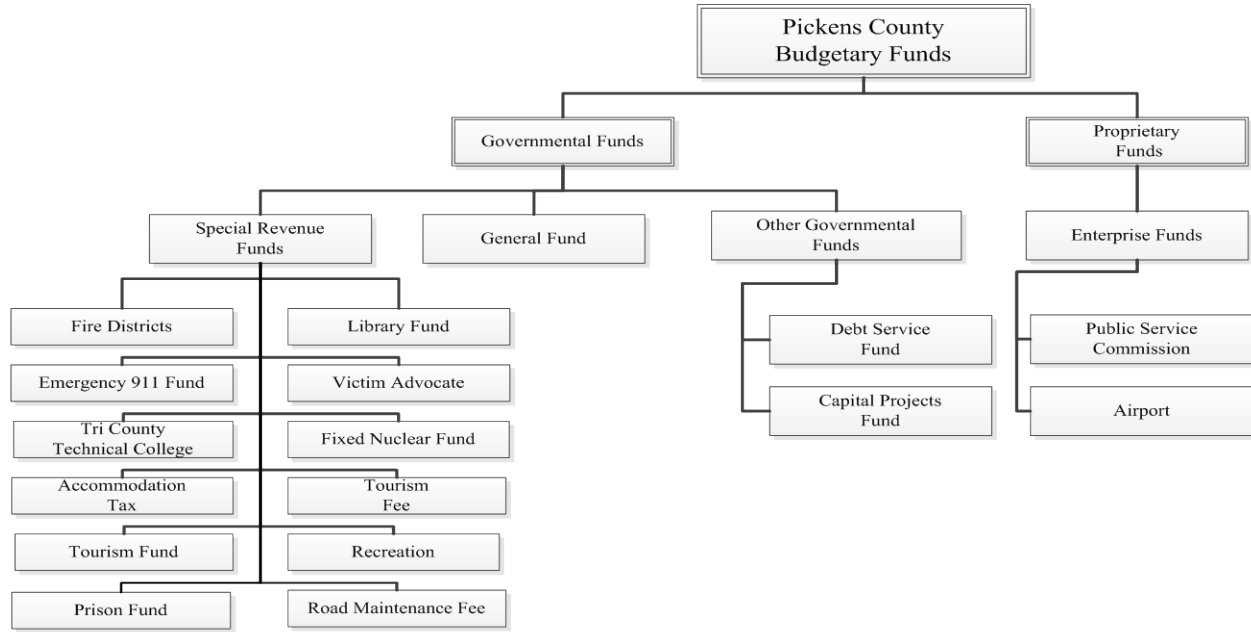 Pickens County
Budgetary Funds
Governmental Funds
Proprietary
Funds
Special Revenue
Funds
General Fund
Other Governmental
Funds
Enterprise Funds
Fire Districts
Library Fund
Debt Service
Fund
Public Service
Commission
Emergency 911 Fund
Victim Advocate
Capital Projects
Fund
Airport
Tri County
Technical College
Fixed Nuclear Fund
Accommodation
Tax
Tourism
Fee
Tourism Fund
Recreation
Prison Fund
Road Maintenance Fee